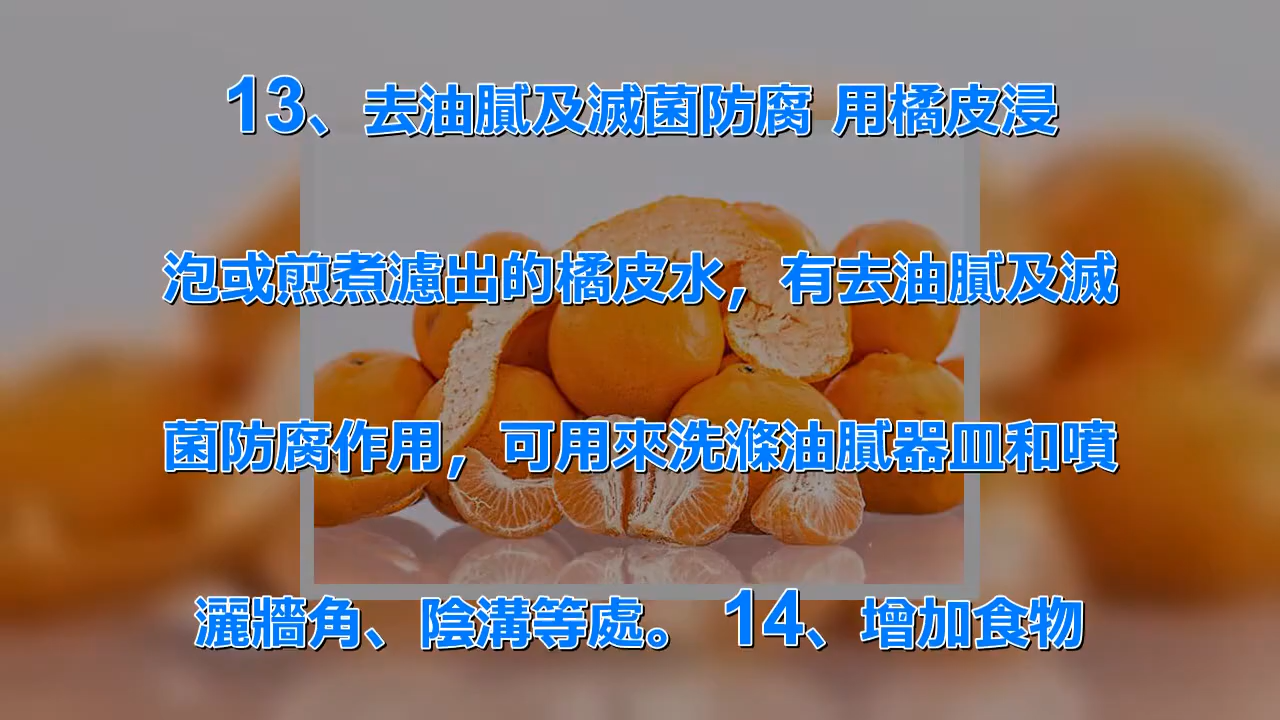 13、去油膩及滅菌防腐 用橘皮浸
泡或煎煮濾出的橘皮水，有去油膩及滅
菌防腐作用，可用來洗滌油膩器皿和噴
灑牆角、陰溝等處。 14、增加食物